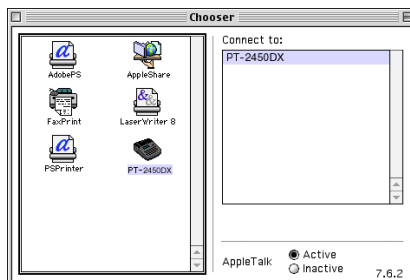 Chooser
AdobePS
AppleShare
FaxPrint
LaserWriter 8
PSPrinter
PT-2450DX
Connect to:
PT-2450DX
AppleTalk
Active
Inactive
7.6.2